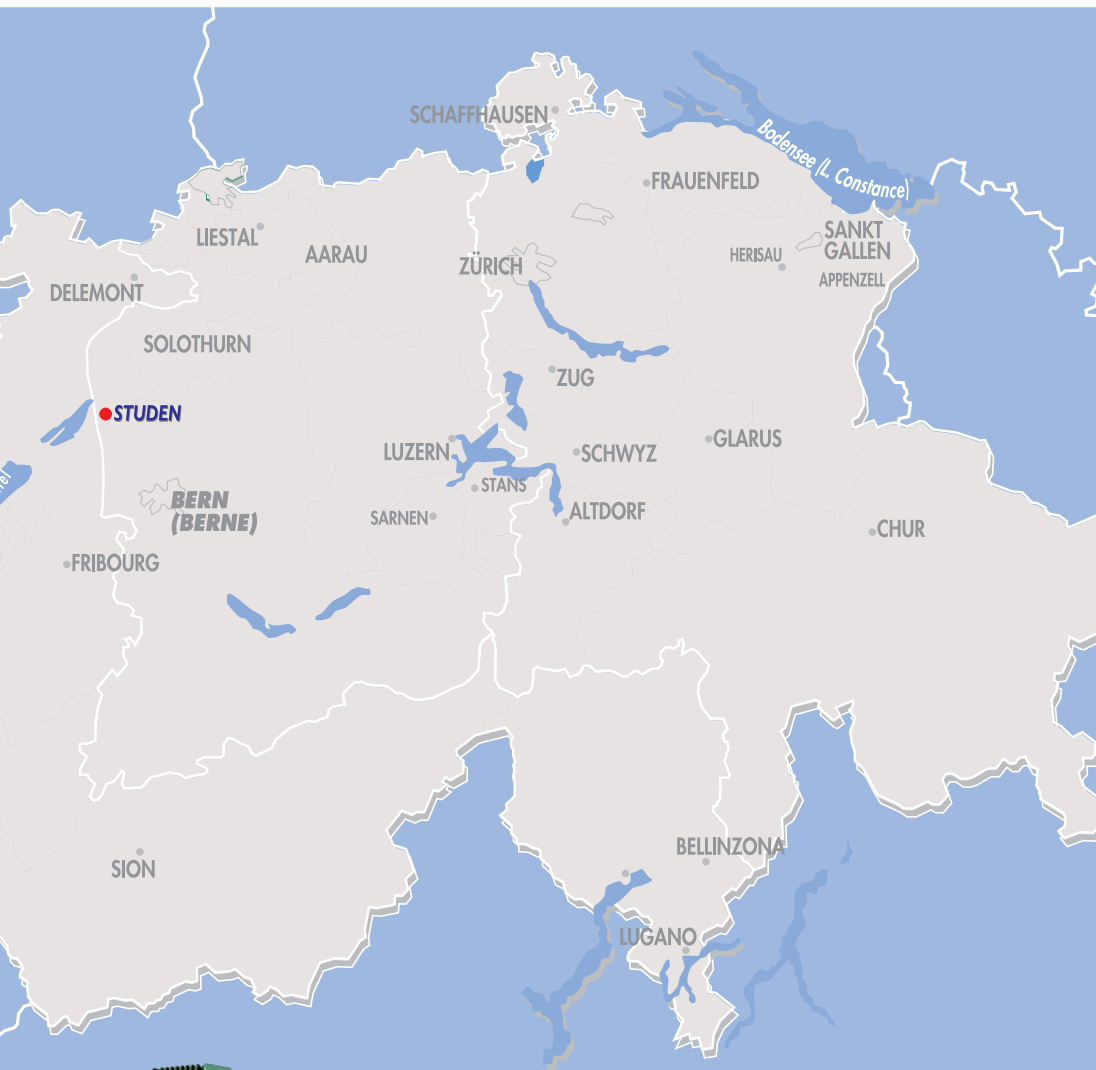 SCHAFFHAUSEN
Bodensee (L. Constance)
FRAUENFELD
LIESTAL
AARAU
ZÜRICH
HERISAU
SANKT
GALLEN
APPENZELL
DELEMONT
SOLOTHURN
ZUG
STUDEN
LUZERN
SCHWYZ
GLARUS
STANS
BERN
(BERNE)
SARNEN
ALTDORF
CHUR
FRIBOURG
SION
BELLINZONA
LUGANO